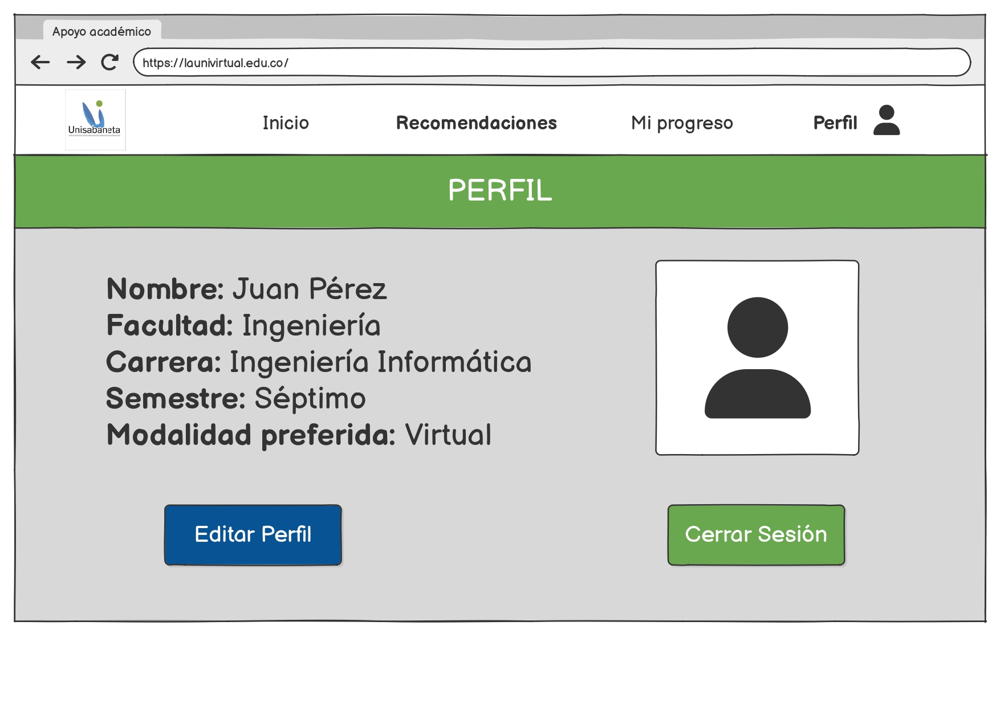 Apoyo académico
https://launivirtual.edu.co/
Unisabaneta
Inicio
Recomendaciones
Mi progreso
Perfil
PERFIL
Nombre: Juan Pérez
Facultad: Ingeniería
Carrera: Ingeniería Informática
Semestre: Séptimo
Modalidad preferida: Virtual
Editar Perfil
Cerrar Sesión